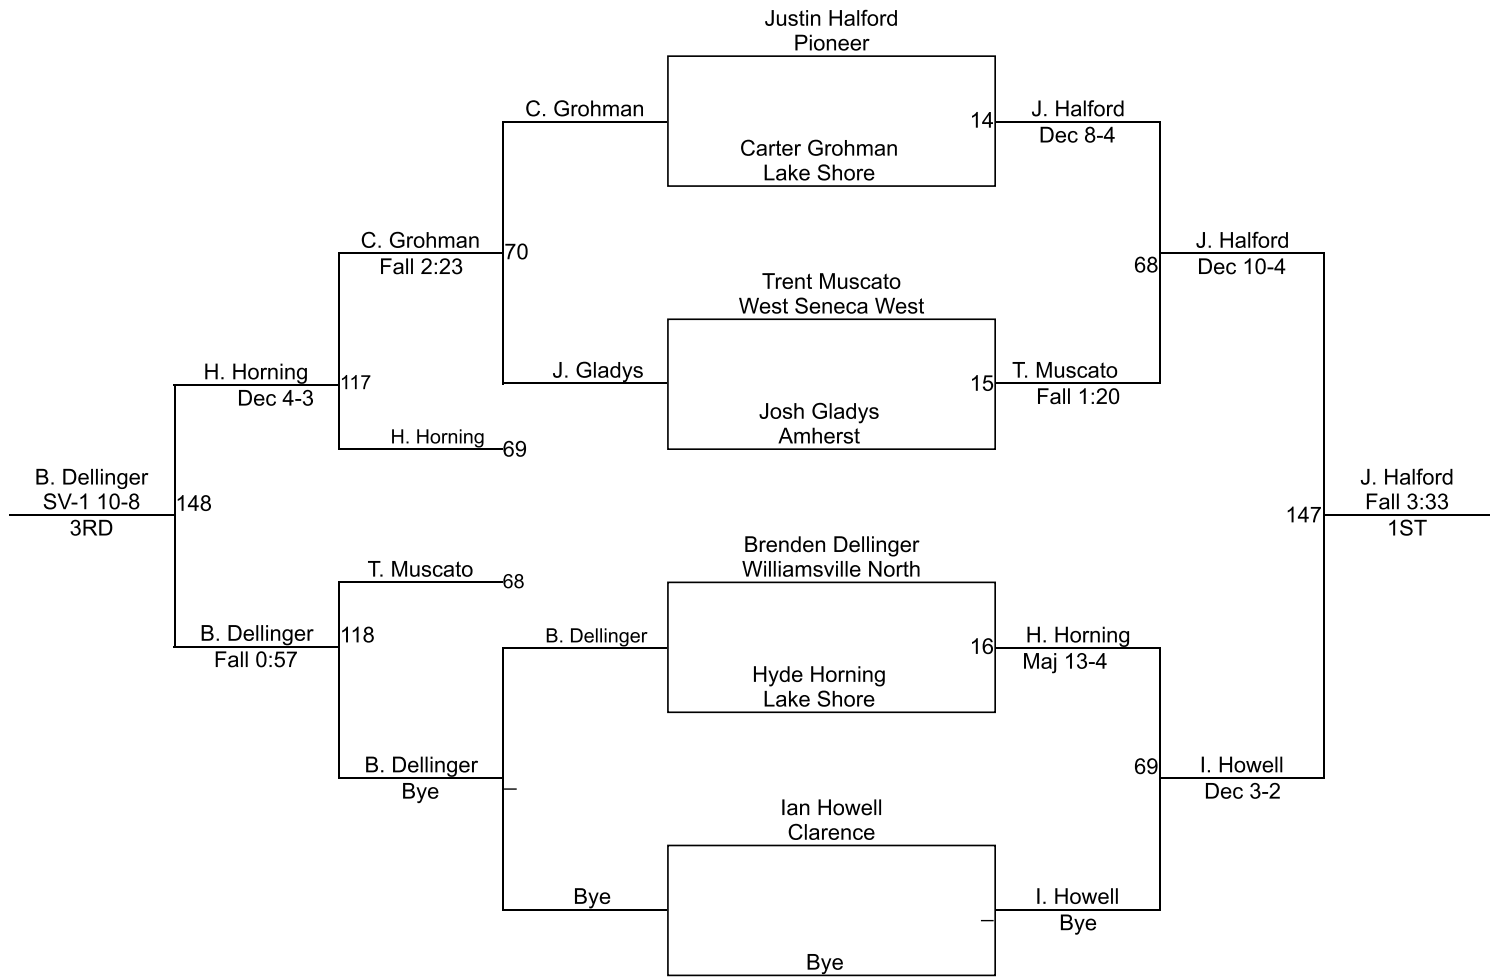 Justin Halford
Pioneer
C. Grohman
14
J. Halford
Dec 8-4
Carter Grohman
Lake Shore
C. Grohman
Fall 2:23
70
J. Halford
Dec 10-4
68
Trent Muscato
West Seneca West
H. Horning
Dec 4-3
117
J. Gladys
15
T. Muscato
Fall 1:20
Josh Gladys
Amherst
H. Horning
69
B. Dellinger
SV-1 10-8
3RD
148
J. Halford
Fall 3:33
1ST
147
Brenden Dellinger
Williamsville North
T. Muscato
68
B. Dellinger
Fall 0:57
118
B. Dellinger
16
H. Horning
Maj 13-4
Hyde Horning
Lake Shore
B. Dellinger
Bye
69
I. Howell
Dec 3-2
Ian Howell
Clarence
Bye
I. Howell
Bye
Bye